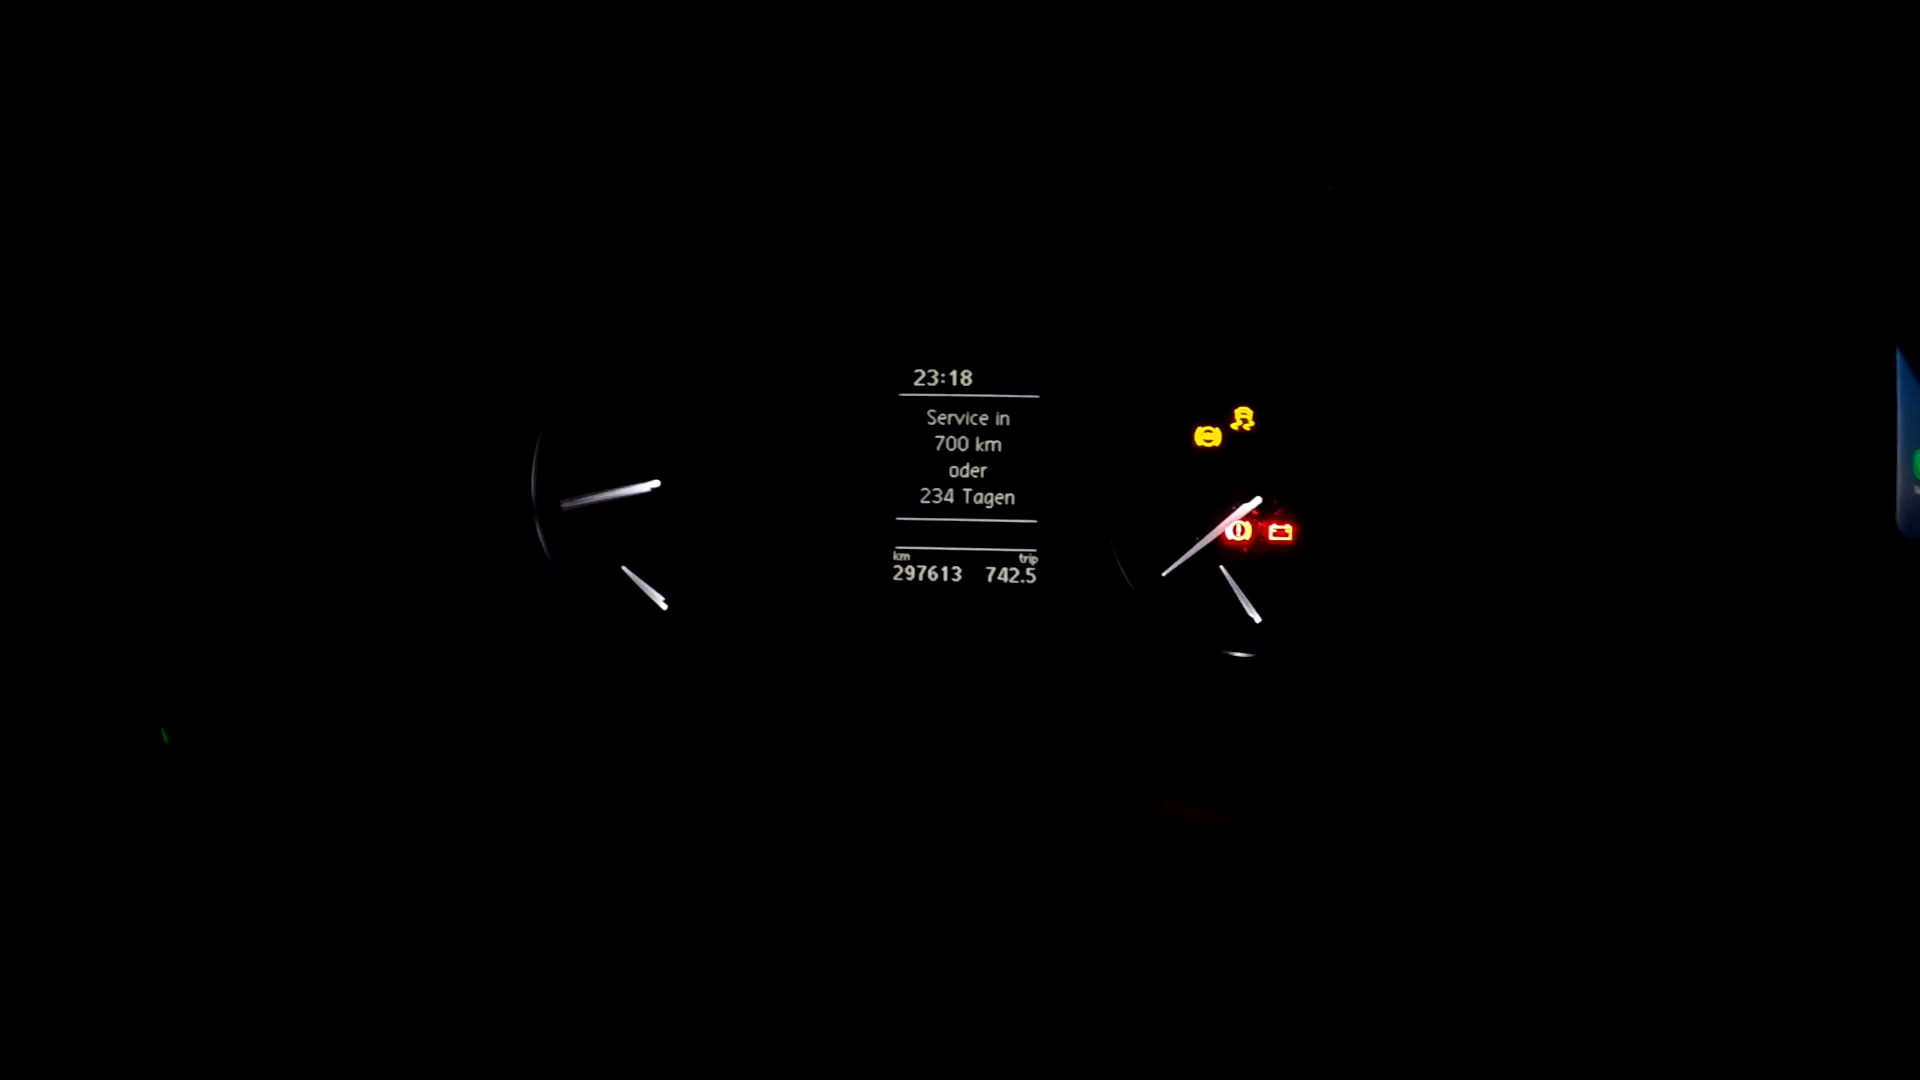 23:18
Service in
700 km
oder
234 Tagen
km trip
297613 742.5